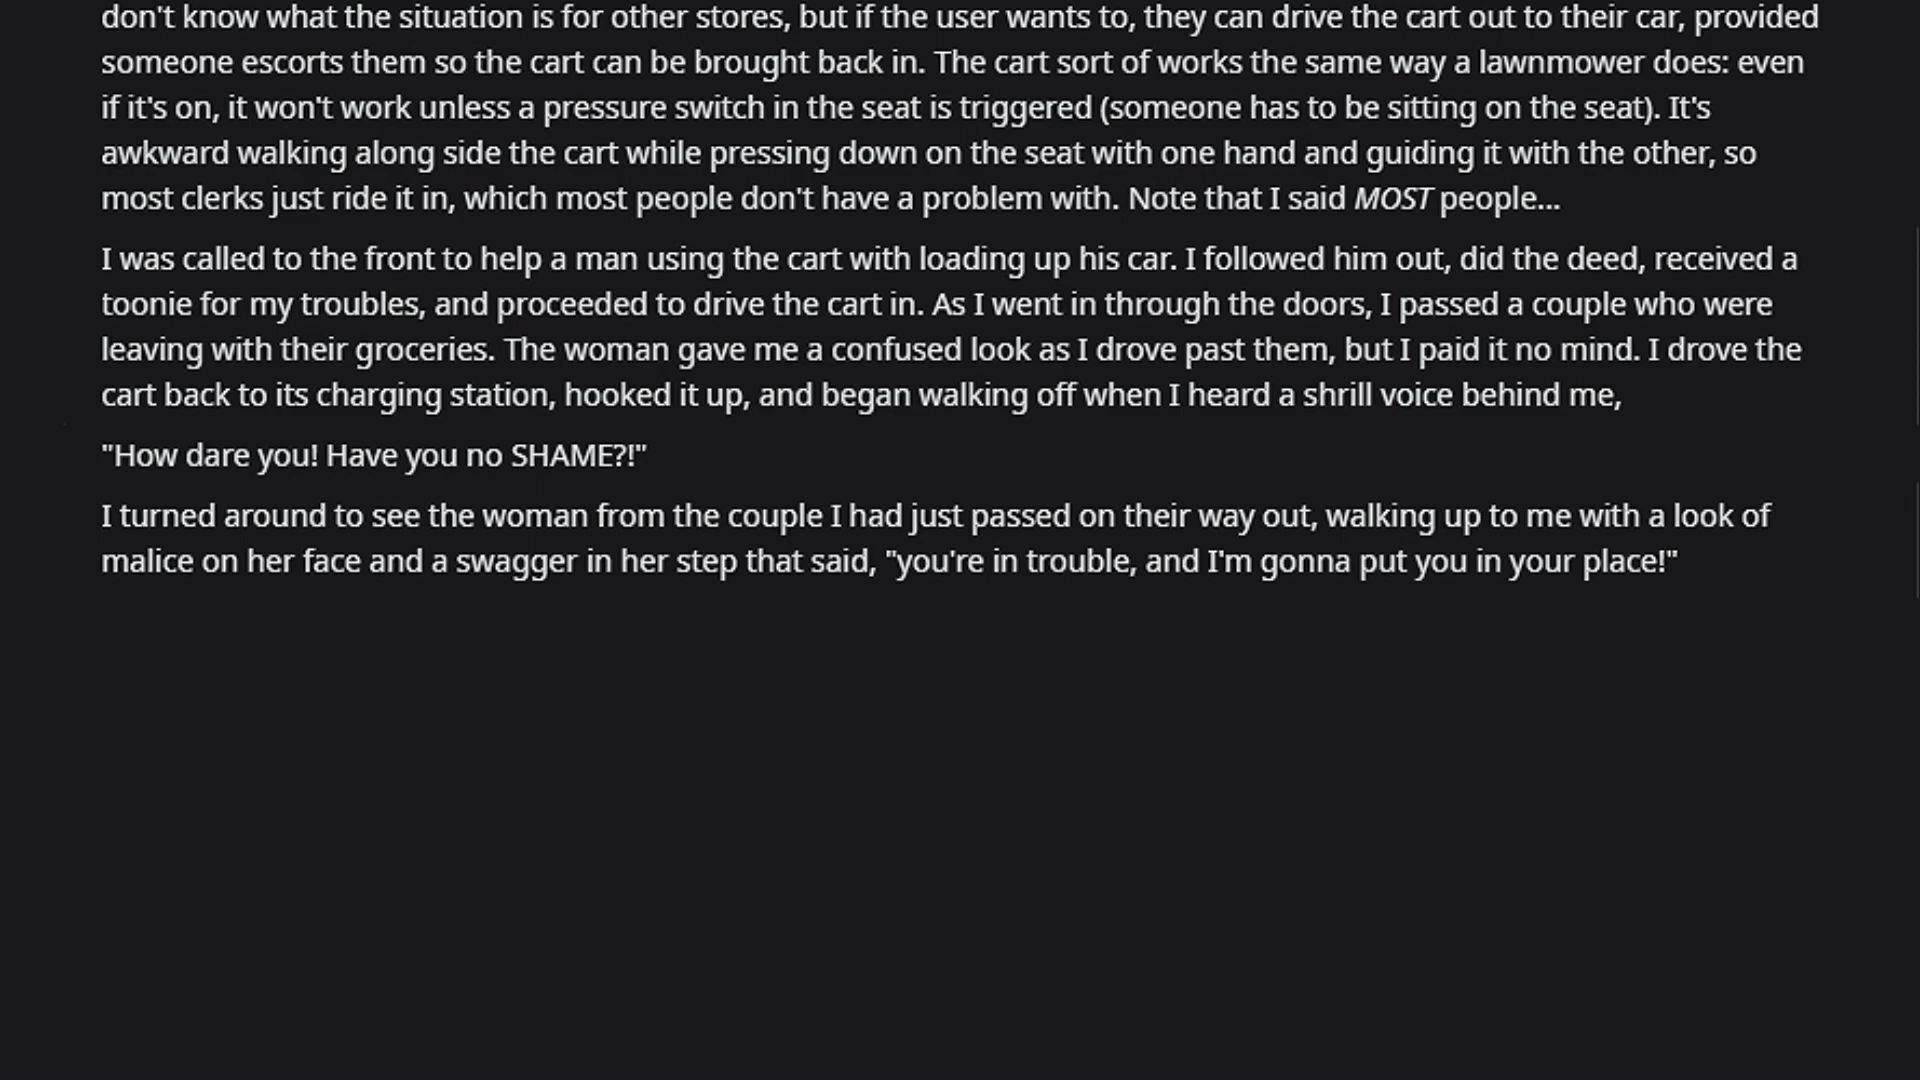 don't know what the situation is for other stores, but if the user wants to, they can drive the cart out to their car, provided
someone escorts them so the cart can be brought back in. The cart sort of works the same way a lawnmower does: even
if it's on, it won't work unless a pressure switch in the seat is triggered (someone has to be sitting on the seat). It's
awkward walking along side the cart while pressing down on the seat with one hand and guiding it with the other, so
most clerks just ride it in, which most people don't have a problem with. Note that I said MOST people...
I was called to the front to help a man using the cart with loading up his car. I followed him out, did the deed, received a
toonie for my troubles, and proceeded to drive the cart in. As I went in through the doors, I passed a couple who were
leaving with their groceries. The woman gave me a confused look as I drove past them, but I paid it no mind. I drove the
cart back to its charging station, hooked it up, and began walking off when I heard a shrill voice behind me,
"How dare you! Have you no SHAME?!"
I turned around to see the woman from the couple I had just passed on their way out, walking up to me with a look of
malice on her face and a swagger in her step that said, "you're in trouble, and I'm gonna put you in your place!"